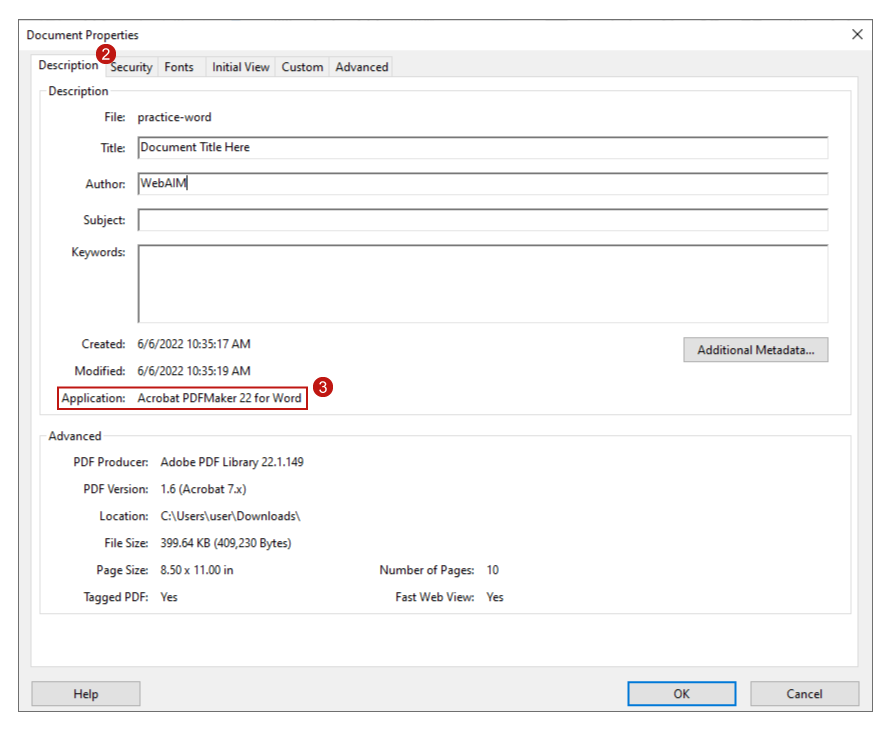 Document Properties
2
Description Security Fonts Initial View Custom Advanced
Description
File: practice-word
Title: Document Title Here
Author: WebAIM
Subject:
Keywords:
Created: 6/6/2022 10:35:17 AM
Additional Metadata...
Modified: 6/6/2022 10:35:19 AM
3
Application: Acrobat PDFMaker 22 for Word
Advanced
PDF Producer: Adobe PDF Library 22.1.149
PDF Version: 1.6 (Acrobat 7.x)
Location: C:\Users\user\Downloads\
File Size: 399.64 KB (409,230 Bytes)
Page Size: 8.50 x 11.00 in Number of Pages: 10
Tagged PDF: Yes Fast Web View: Yes
Help OK Cancel